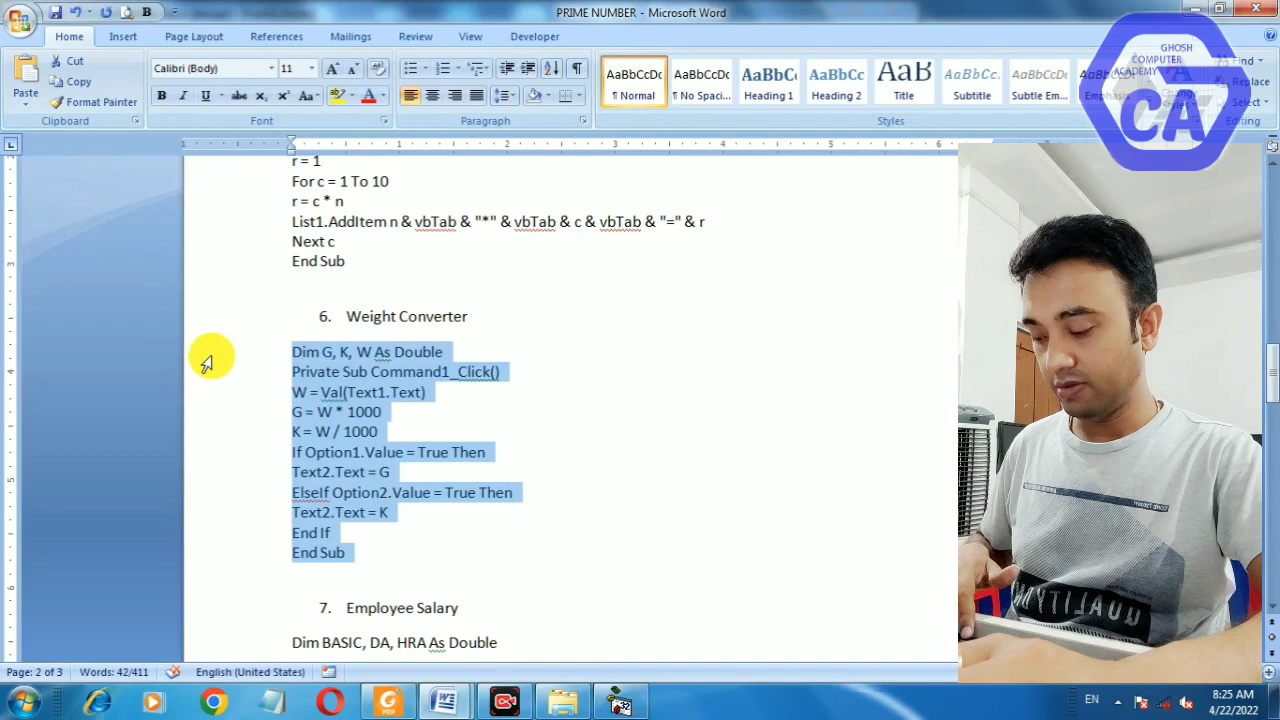 PRIME NUMBER - Microsoft Word
Home Insert Page Layout References Mailings Review View Developer
GHOSH
COMPUTER
ACADEMY
CA
Cut
Copy
Format Painter
Paste
Calibri (Body) 11
AaBbCcDc AaBbCcDc AaBbCc AaBbCc AaB AaBbCc. AaBbCcDc
¶ Normal ¶ No Spaci... Heading 1 Heading 2 Title Subtitle Subtle Em...
Find
Replace
Select
Clipboard Font Paragraph Styles Editing
r = 1
For c = 1 To 10
r = c * n
List1.AddItem n & vbTab & "*" & vbTab & c & vbTab & "=" & r
Next c
End Sub
6. Weight Converter
Dim G, K, W As Double
Private Sub Command1_Click()
W = Val(Text1.Text)
G = W * 1000
K = W / 1000
If Option1.Value = True Then
Text2.Text = G
ElseIf Option2.Value = True Then
Text2.Text = K
End If
End Sub
7. Employee Salary
Dim BASIC, DA, HRA As Double
QUALIT
Page: 2 of 3 Words: 42/411 English (United States)
EN 8:25 AM
4/22/2022